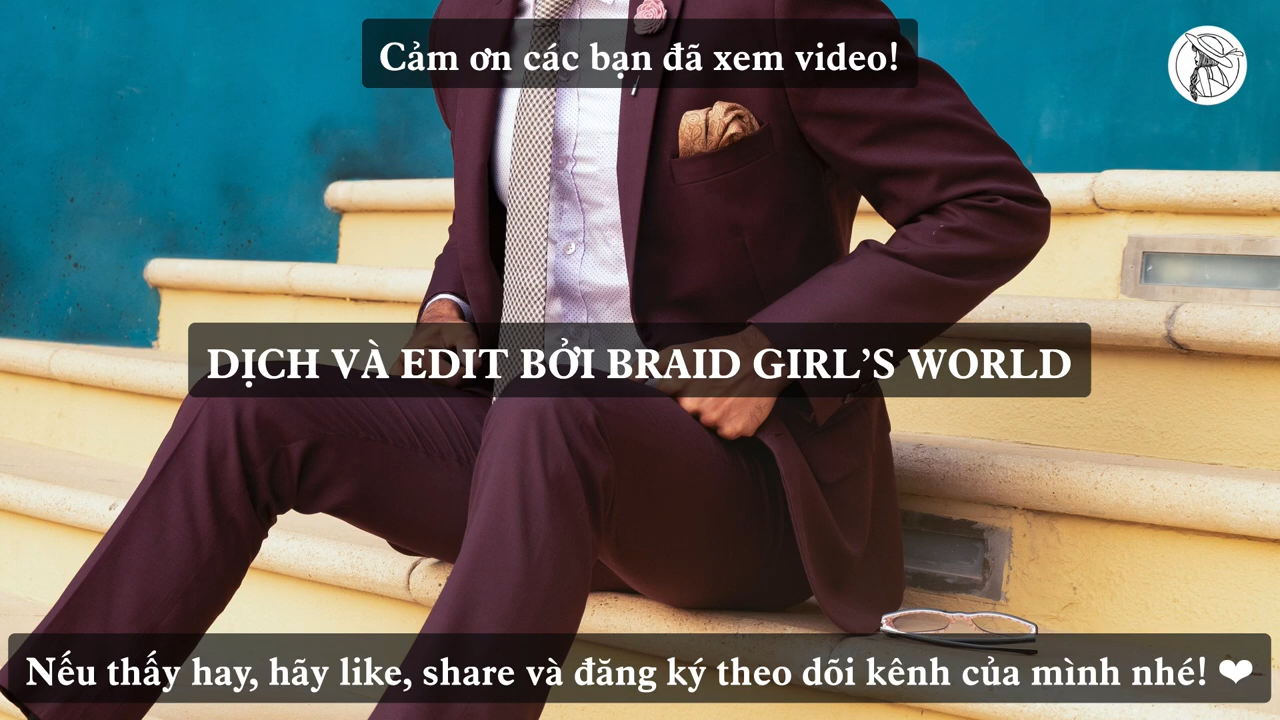 Cảm ơn các bạn đã xem video!
DỊCH VÀ EDIT BỞI BRAID GIRL’S WORLD
Nếu thấy hay, hãy like, share và đăng ký theo dõi kênh của mình nhé! ❤